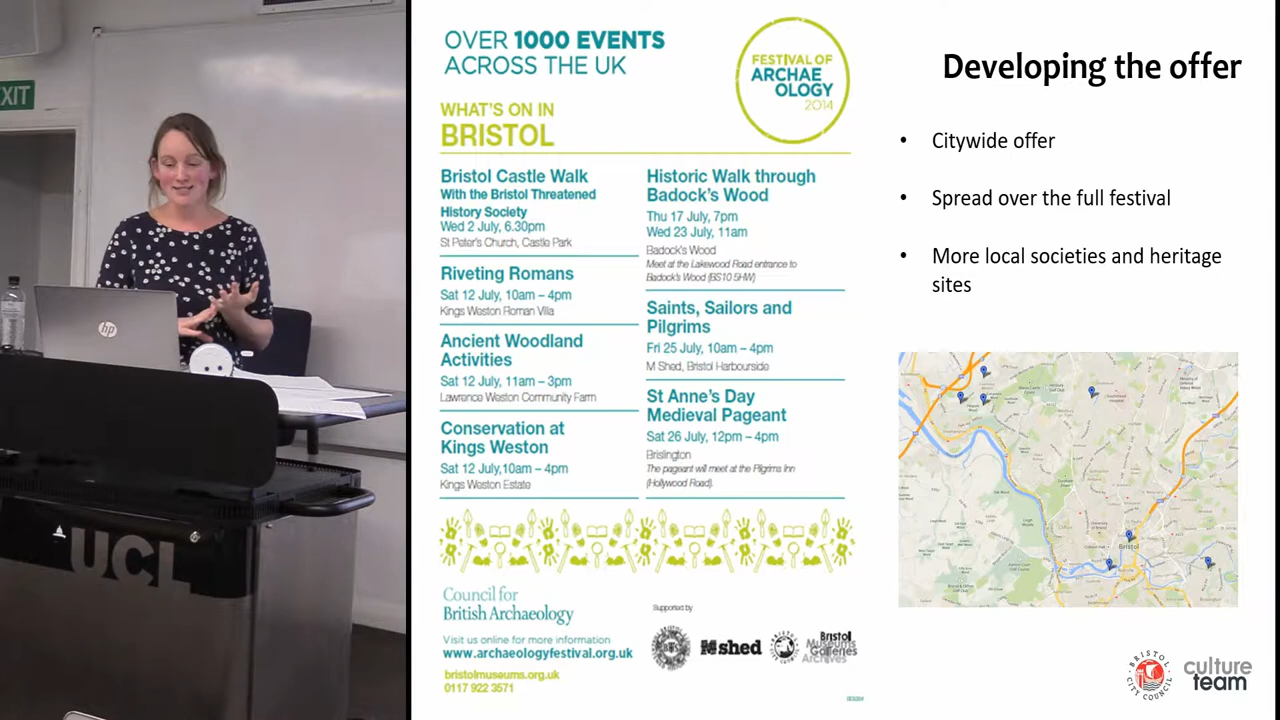 EXIT
hp
UCL
OVER 1000 EVENTS
ACROSS THE UK
FESTIVAL OF
ARCHAE
OLOGY
2014
WHAT'S ON IN
BRISTOL
Bristol Castle Walk
With the Bristol Threatened
History Society
Wed 2 July, 6.30pm
St Peter's Church, Castle Park
Riveting Romans
Sat 12 July, 10am – 4pm
Kings Weston Roman Villa
Ancient Woodland
Activities
Sat 12 July, 11am – 3pm
Lawrence Weston Community Farm
Conservation at
Kings Weston
Sat 12 July,10am – 4pm
Kings Weston Estate
Historic Walk through
Badock's Wood
Thu 17 July, 7pm
Wed 23 July, 11am
Badock's Wood
Meet at the Lakewood Road entrance to
Badock's Wood (BS10 5HW)
Saints, Sailors and
Pilgrims
Fri 25 July, 10am – 4pm
M Shed, Bristol Harbourside
St Anne's Day
Medieval Pageant
Sat 26 July, 12pm – 4pm
Brislington
The pageant will meet at the Pilgrims Inn
(Hollywood Road).
Council for
British Archaeology
Visit us online for more information
www.archaeologyfestival.org.uk
bristolmuseums.org.uk
0117 922 3571
Supported by
M shed
Bristol
Museums
Galleries
Archives
Developing the offer
• Citywide offer
• Spread over the full festival
• More local societies and heritage
sites
Bristol
BRISTOL
CITY COUNCIL
culture
team